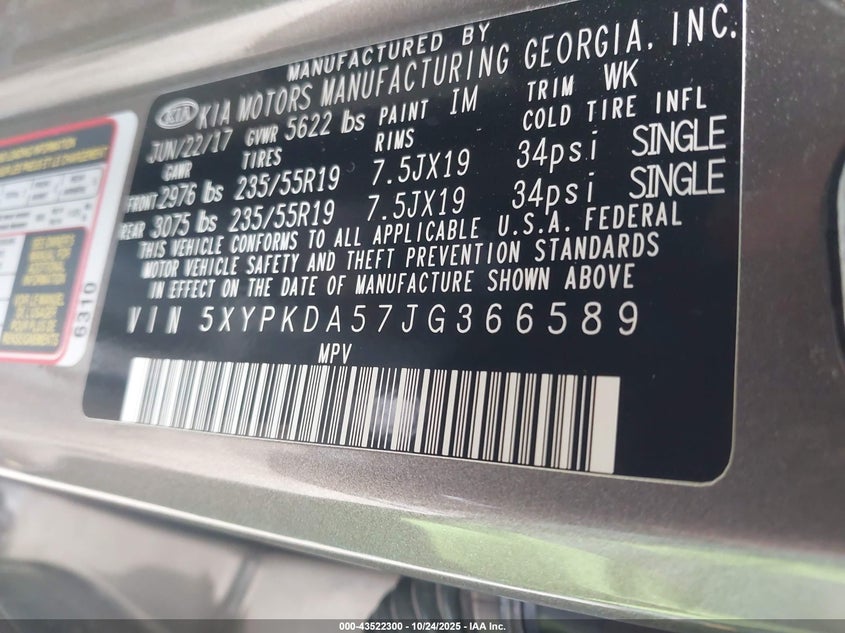 MANUFACTURED BY
KIA KIA MOTORS MANUFACTURING GEORGIA, INC.
JUN/22/17 GVWR 5622 lbs PAINT IM TRIM WK
GAWR TIRES RIMS COLD TIRE INFL
FRONT 2976 lbs 235/55R19 7.5JX19 34psi SINGLE
REAR 3075 lbs 235/55R19 7.5JX19 34psi SINGLE
THIS VEHICLE CONFORMS TO ALL APPLICABLE U.S.A. FEDERAL
MOTOR VEHICLE SAFETY AND THEFT PREVENTION STANDARDS
IN EFFECT ON THE DATE OF MANUFACTURE SHOWN ABOVE
VIN 5XYPKDA57JG366589
MPV
6310
000-43522300 - 10/24/2025 - IAA Inc.